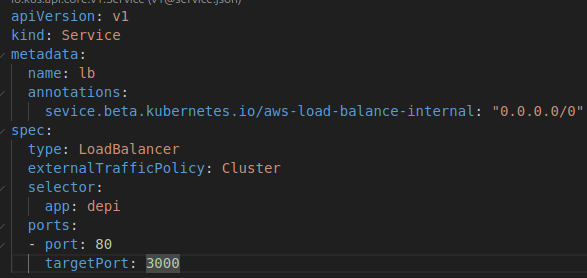 io.k8s.api.core.v1.Service (v1@service.json)
apiVersion: v1
kind: Service
metadata:
  name: lb
  annotations:
    sevice.beta.kubernetes.io/aws-load-balance-internal: "0.0.0.0/0"
spec:
  type: LoadBalancer
  externalTrafficPolicy: Cluster
  selector:
    app: depi
  ports:
  - port: 80
    targetPort: 3000